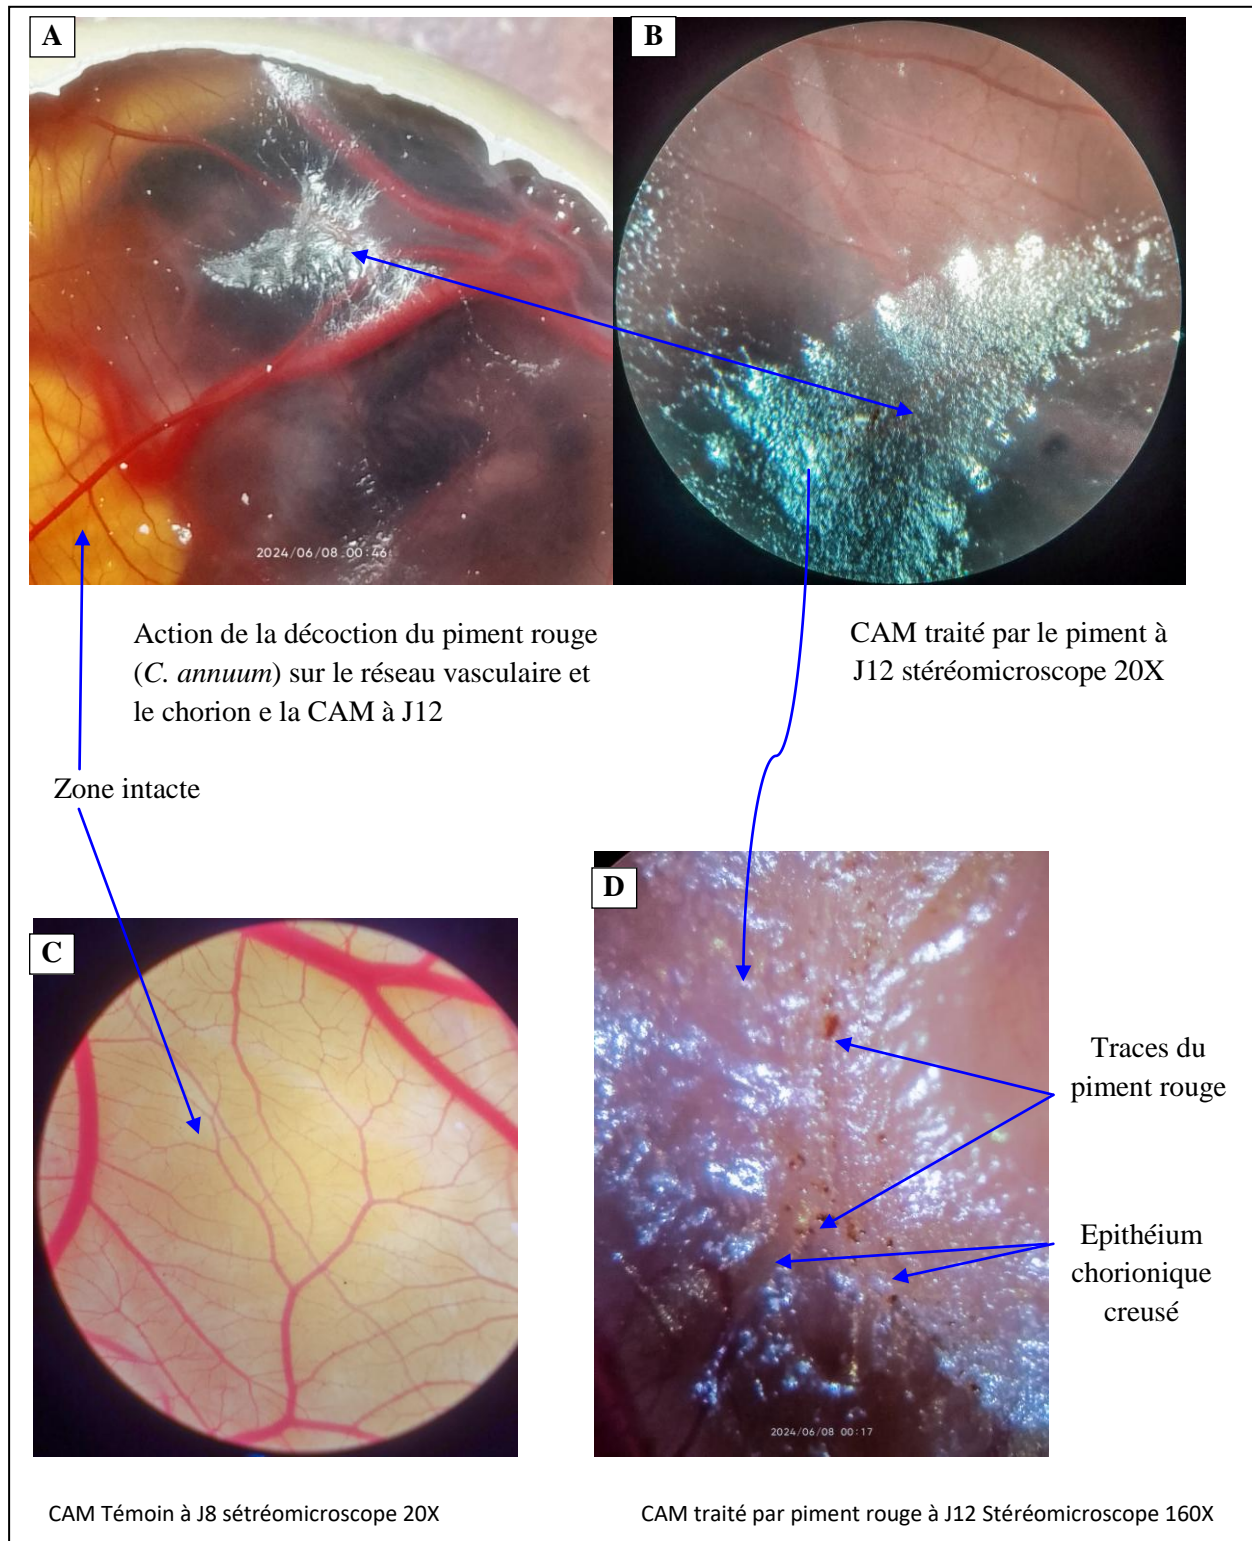 A
B
2024/06/08 00:46
Action de la décoction du piment rouge
(C. annuum) sur le réseau vasculaire et
le chorion e la CAM à J12
CAM traité par le piment à
J12 stéréomicroscope 20X
Zone intacte
C
D
Traces du
piment rouge
Epithéium
chorionique
creusé
2024/06/08 00:17
CAM Témoin à J8 sétréomicroscope 20X
CAM traité par piment rouge à J12 Stéréomicroscope 160X